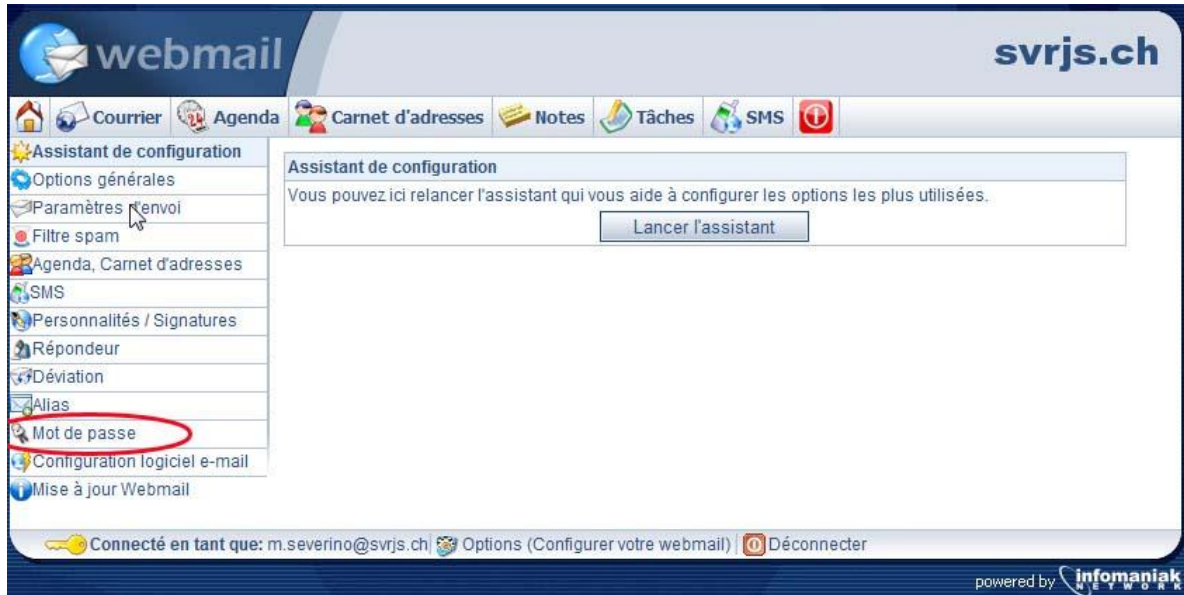 webmail
svrjs.ch
Courrier Agenda Carnet d'adresses Notes Tâches SMS
Assistant de configuration
Options générales
Paramètres d'envoi
Filtre spam
Agenda, Carnet d'adresses
SMS
Personnalités / Signatures
Répondeur
Déviation
Alias
Mot de passe
Configuration logiciel e-mail
Mise à jour Webmail
Assistant de configuration
Vous pouvez ici relancer l'assistant qui vous aide à configurer les options les plus utilisées.
Lancer l'assistant
Connecté en tant que: m.severino@svrjs.ch Options (Configurer votre webmail) Déconnecter
powered by infomaniak
NETWORK